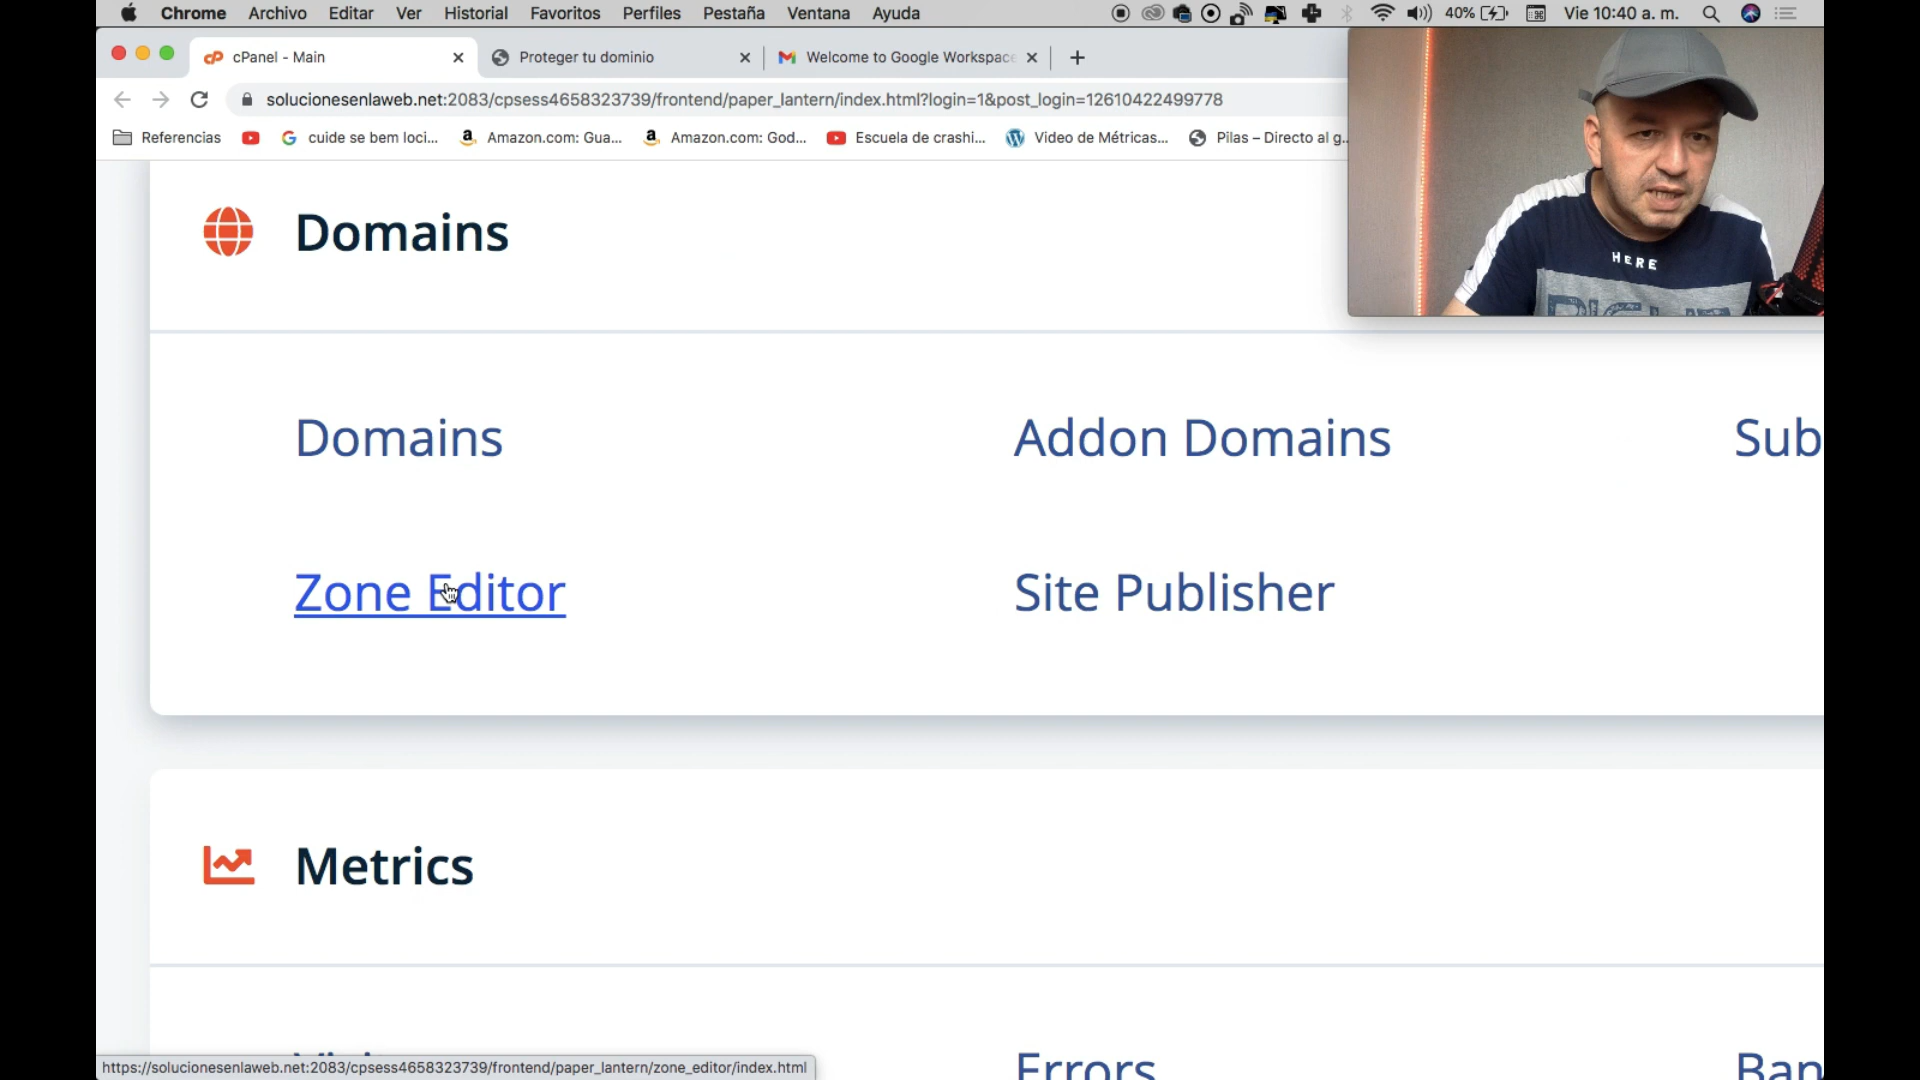 Chrome Archivo Editar Ver Historial Favoritos Perfiles Pestaña Ventana Ayuda 40% Vie 10:40 a. m.
cPanel - Main Proteger tu dominio Welcome to Google Workspace
solucionesenlaweb.net:2083/cpsess4658323739/frontend/paper_lantern/index.html?login=1&post_login=12610422499778
Referencias cuide se bem loci... Amazon.com: Gua... Amazon.com: God... Escuela de crashi... Video de Métricas... Pilas – Directo al g...
HERE
Domains
Domains Addon Domains Sub
Zone Editor Site Publisher
Metrics
Errors Ban
https://solucionesenlaweb.net:2083/cpsess4658323739/frontend/paper_lantern/zone_editor/index.html